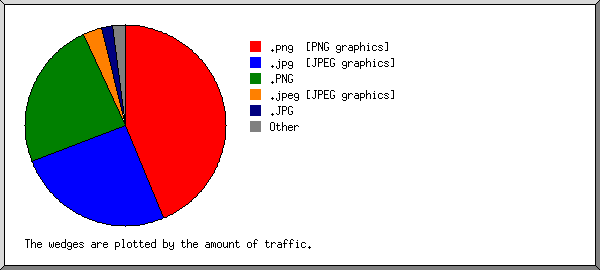 .png [PNG graphics]
.jpg [JPEG graphics]
.PNG
.jpeg [JPEG graphics]
.JPG
Other
The wedges are plotted by the amount of traffic.